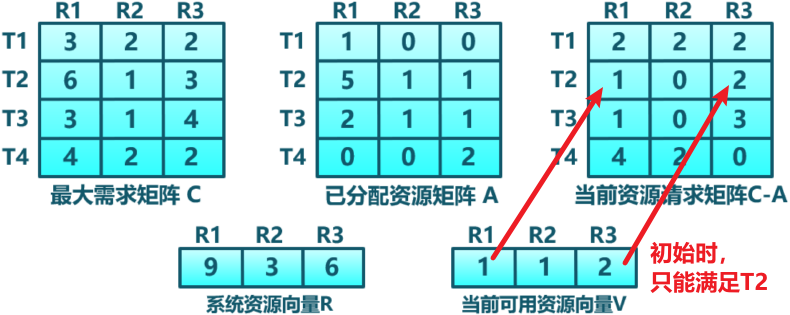 R1 R2 R3 R1 R2 R3 R1 R2 R3
T1 3 2 2 T1 1 0 0 T1 2 2 2
T2 6 1 3 T2 5 1 1 T2 1 0 2
T3 3 1 4 T3 2 1 1 T3 1 0 3
T4 4 2 2 T4 0 0 2 T4 4 2 0
最大需求矩阵 C 已分配资源矩阵 A 当前资源请求矩阵C-A
R1 R2 R3 R1 R2 R3
9 3 6 1 1 2
系统资源向量R 当前可用资源向量V
初始时，
只能满足T2